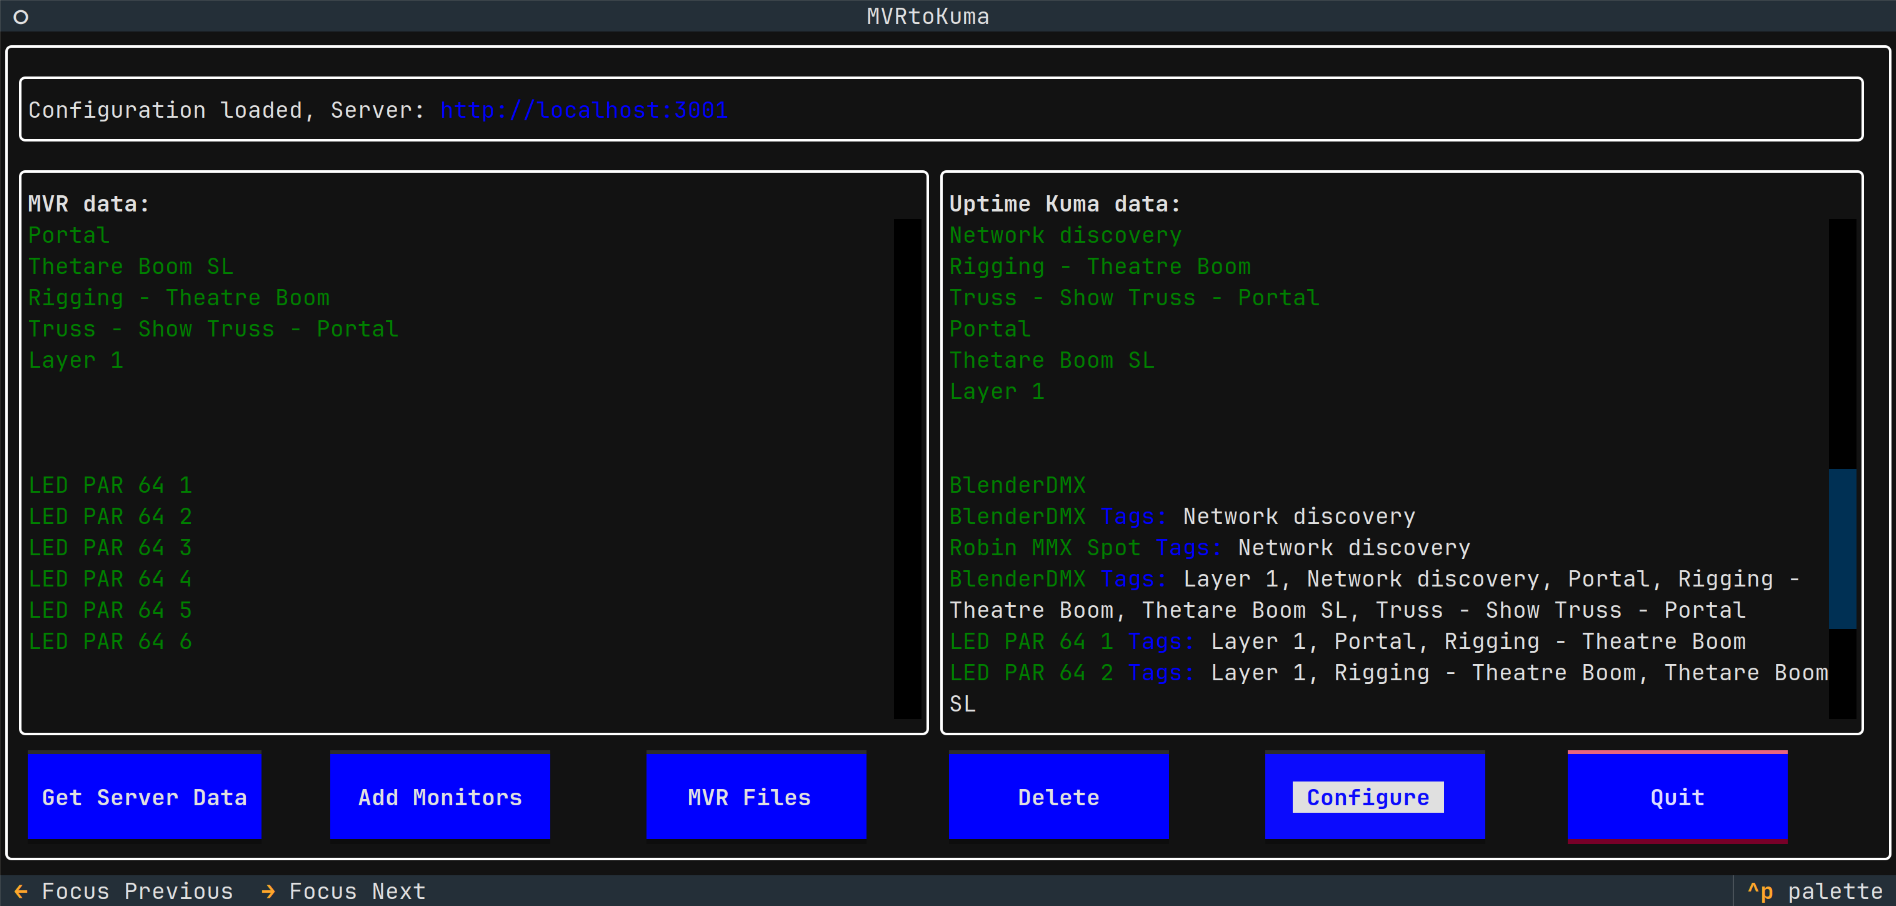 MVRtoKuma
Configuration loaded, Server: http://localhost:3001
MVR data:
Portal
Thetare Boom SL
Rigging - Theatre Boom
Truss - Show Truss - Portal
Layer 1
LED PAR 64 1
LED PAR 64 2
LED PAR 64 3
LED PAR 64 4
LED PAR 64 5
LED PAR 64 6
Uptime Kuma data:
Network discovery
Rigging - Theatre Boom
Truss - Show Truss - Portal
Portal
Thetare Boom SL
Layer 1
BlenderDMX
BlenderDMX Tags: Network discovery
Robin MMX Spot Tags: Network discovery
BlenderDMX Tags: Layer 1, Network discovery, Portal, Rigging -
Theatre Boom, Thetare Boom SL, Truss - Show Truss - Portal
LED PAR 64 1 Tags: Layer 1, Portal, Rigging - Theatre Boom
LED PAR 64 2 Tags: Layer 1, Rigging - Theatre Boom, Thetare Boom
SL
Get Server Data
Add Monitors
MVR Files
Delete
Configure
Quit
← Focus Previous → Focus Next
^p palette